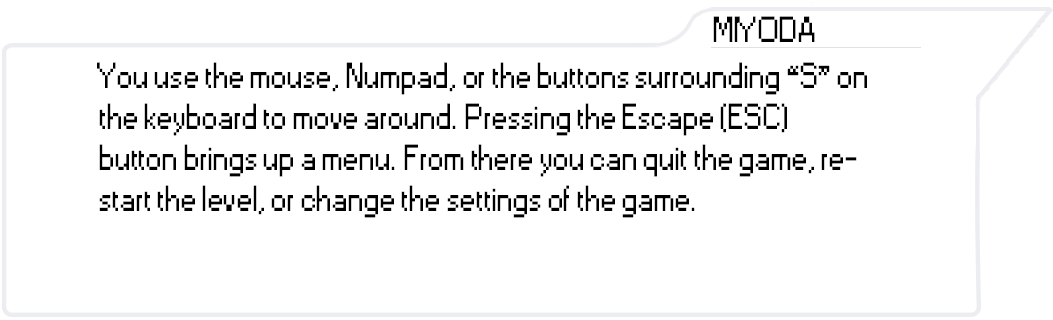 MIYODA
You use the mouse, Numpad, or the buttons surrounding “S” on
the keyboard to move around. Pressing the Escape (ESC)
button brings up a menu. From there you can quit the game, re-
start the level, or change the settings of the game.